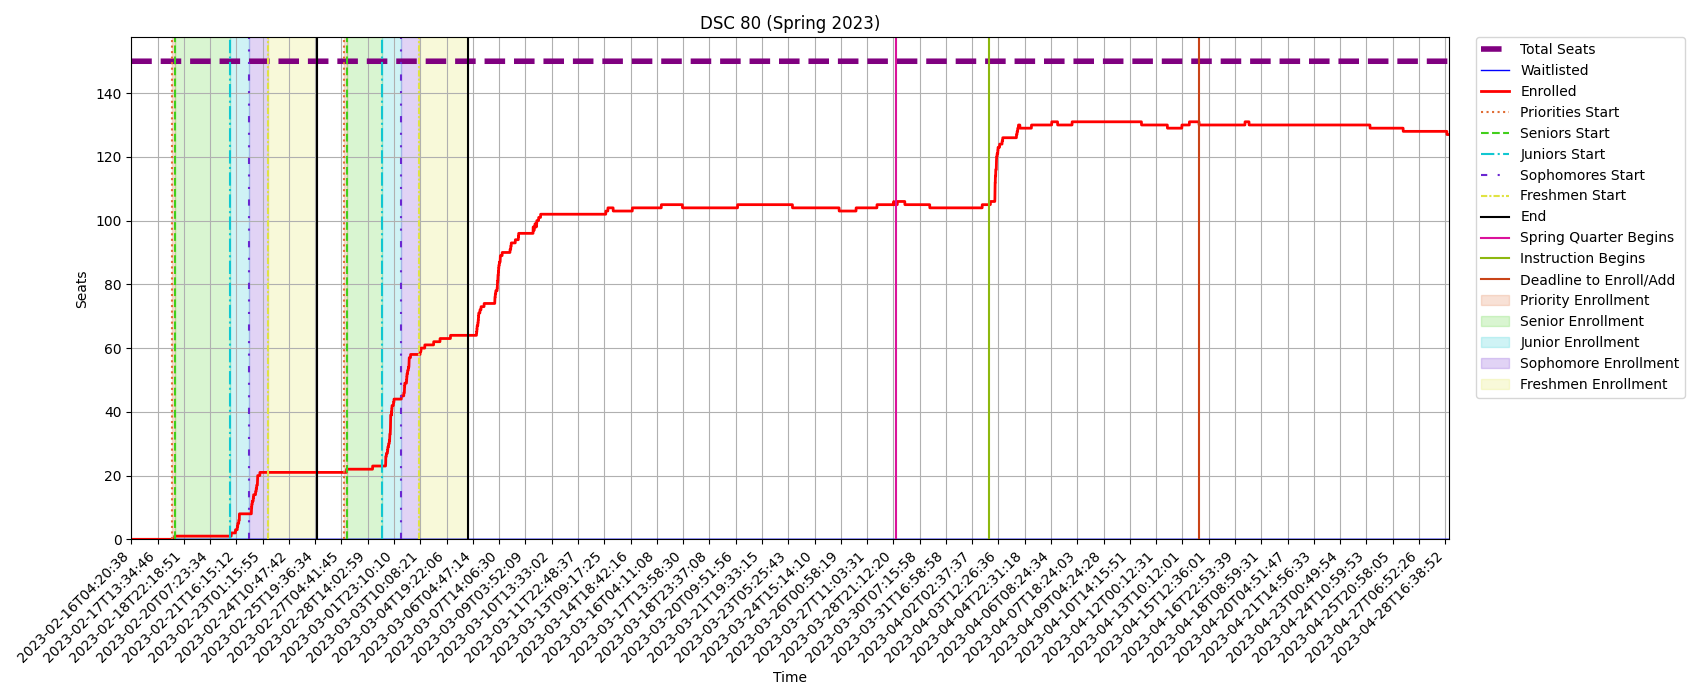 DSC 80 (Spring 2023)
Seats
140
120
100
80
60
40
20
0
2023-02-16T04:20:38
2023-02-17T13:34:46
2023-02-18T22:18:51
2023-02-20T07:23:34
2023-02-21T16:15:12
2023-02-23T01:15:55
2023-02-24T10:47:42
2023-02-25T19:36:34
2023-02-27T04:41:45
2023-02-28T14:02:59
2023-03-01T23:10:10
2023-03-03T10:08:21
2023-03-04T19:22:06
2023-03-06T04:47:14
2023-03-07T14:06:30
2023-03-09T03:52:09
2023-03-10T13:33:02
2023-03-11T22:48:37
2023-03-13T09:17:25
2023-03-14T18:42:16
2023-03-16T04:11:08
2023-03-17T13:58:30
2023-03-18T23:37:08
2023-03-20T09:51:56
2023-03-21T19:33:15
2023-03-23T05:25:43
2023-03-24T15:14:10
2023-03-26T00:58:19
2023-03-27T11:03:31
2023-03-28T21:12:20
2023-03-30T07:15:58
2023-03-31T16:58:58
2023-04-02T02:37:37
2023-04-03T12:26:36
2023-04-04T22:31:18
2023-04-06T08:24:34
2023-04-07T18:24:03
2023-04-09T04:24:28
2023-04-10T14:15:51
2023-04-12T00:12:31
2023-04-13T10:12:01
2023-04-15T12:36:01
2023-04-16T22:53:39
2023-04-18T08:59:31
2023-04-20T04:51:47
2023-04-21T14:56:33
2023-04-23T00:49:54
2023-04-24T10:59:53
2023-04-25T20:58:05
2023-04-27T06:52:26
2023-04-28T16:38:52
Time
Total Seats
Waitlisted
Enrolled
Priorities Start
Seniors Start
Juniors Start
Sophomores Start
Freshmen Start
End
Spring Quarter Begins
Instruction Begins
Deadline to Enroll/Add
Priority Enrollment
Senior Enrollment
Junior Enrollment
Sophomore Enrollment
Freshmen Enrollment